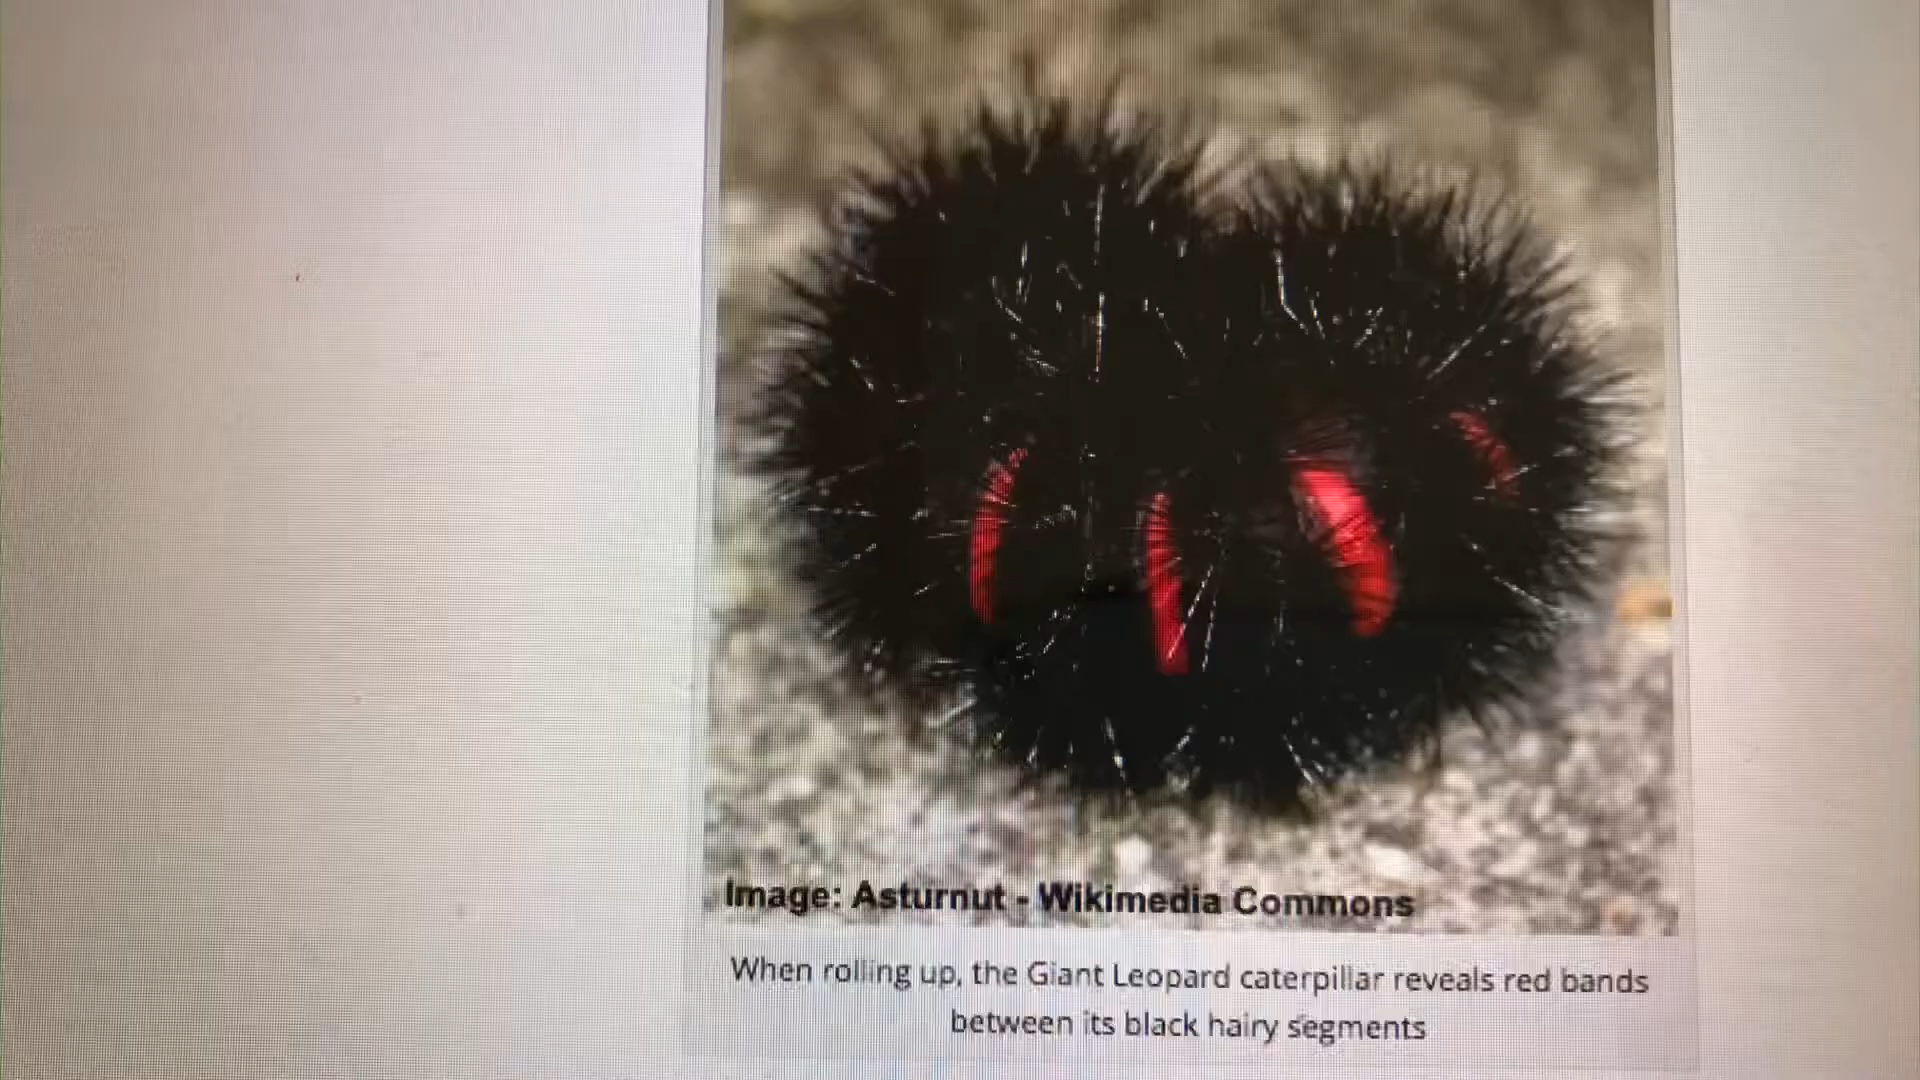 Image: Asturnut - Wikimedia Commons
When rolling up, the Giant Leopard caterpillar reveals red bands
between its black hairy segments